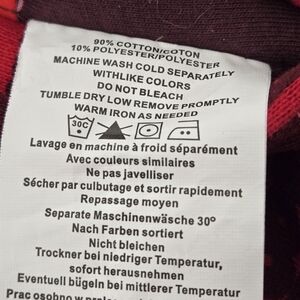 90% COTTON/COTON
10% POLYESTER/POLYESTER
MACHINE WASH COLD SEPARATELY
WITHLIKE COLORS
DO NOT BLEACH
TUMBLE DRY LOW REMOVE PROMPTLY
WARM IRON AS NEEDED
30C
Lavage en machine à froid séparément
Avec couleurs similaires
Ne pas javelliser
Sécher par culbutage et sortir rapidement
Repassage moyen
Separate Maschinenwäsche 30°
Nach Farben sortiert
Nicht bleichen
Trockner bei niedriger Temperatur,
sofort herausnehmen
Eventuell bügeln bei mittlerer Temperatur
Prac osobno w